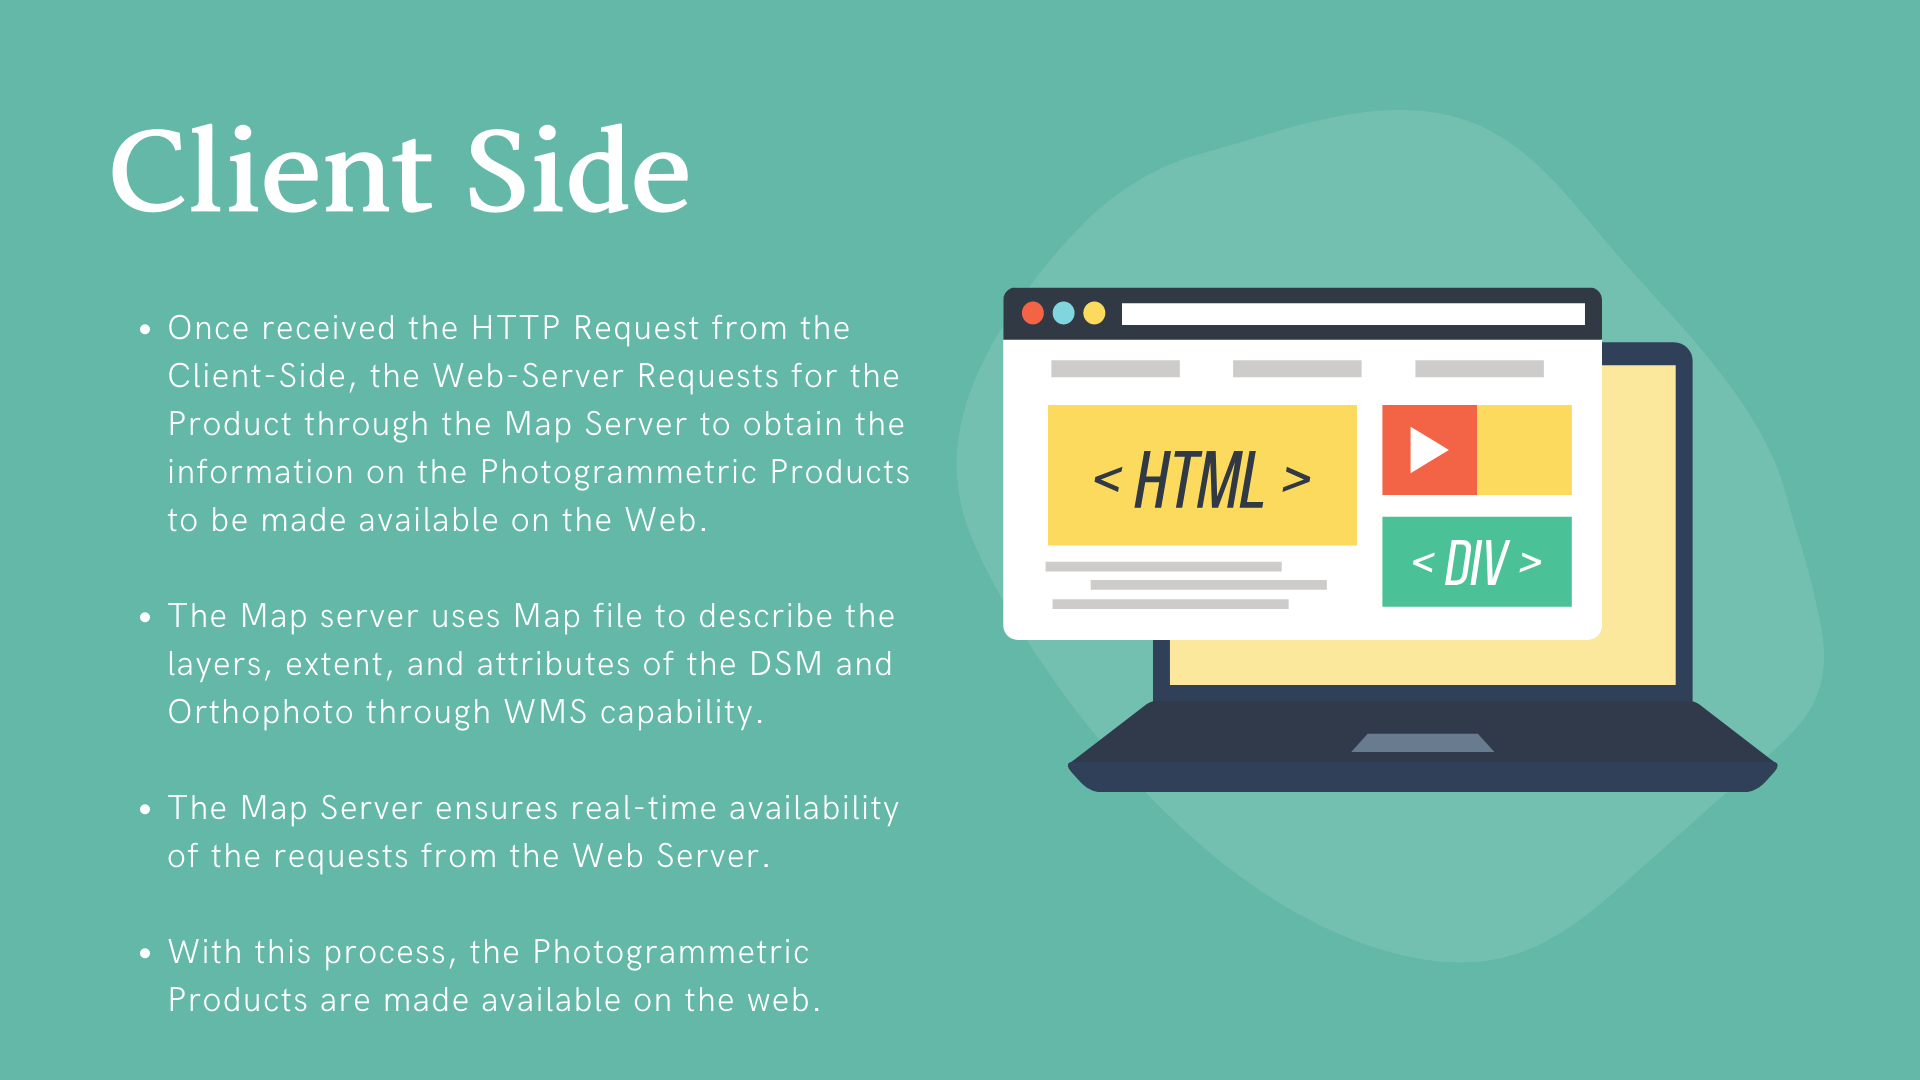 Client Side
• Once received the HTTP Request from the
Client-Side, the Web-Server Requests for the
Product through the Map Server to obtain the
information on the Photogrammetric Products
to be made available on the Web.
• The Map server uses Map file to describe the
layers, extent, and attributes of the DSM and
Orthophoto through WMS capability.
• The Map Server ensures real-time availability
of the requests from the Web Server.
• With this process, the Photogrammetric
Products are made available on the web.
< HTML >
< DIV >